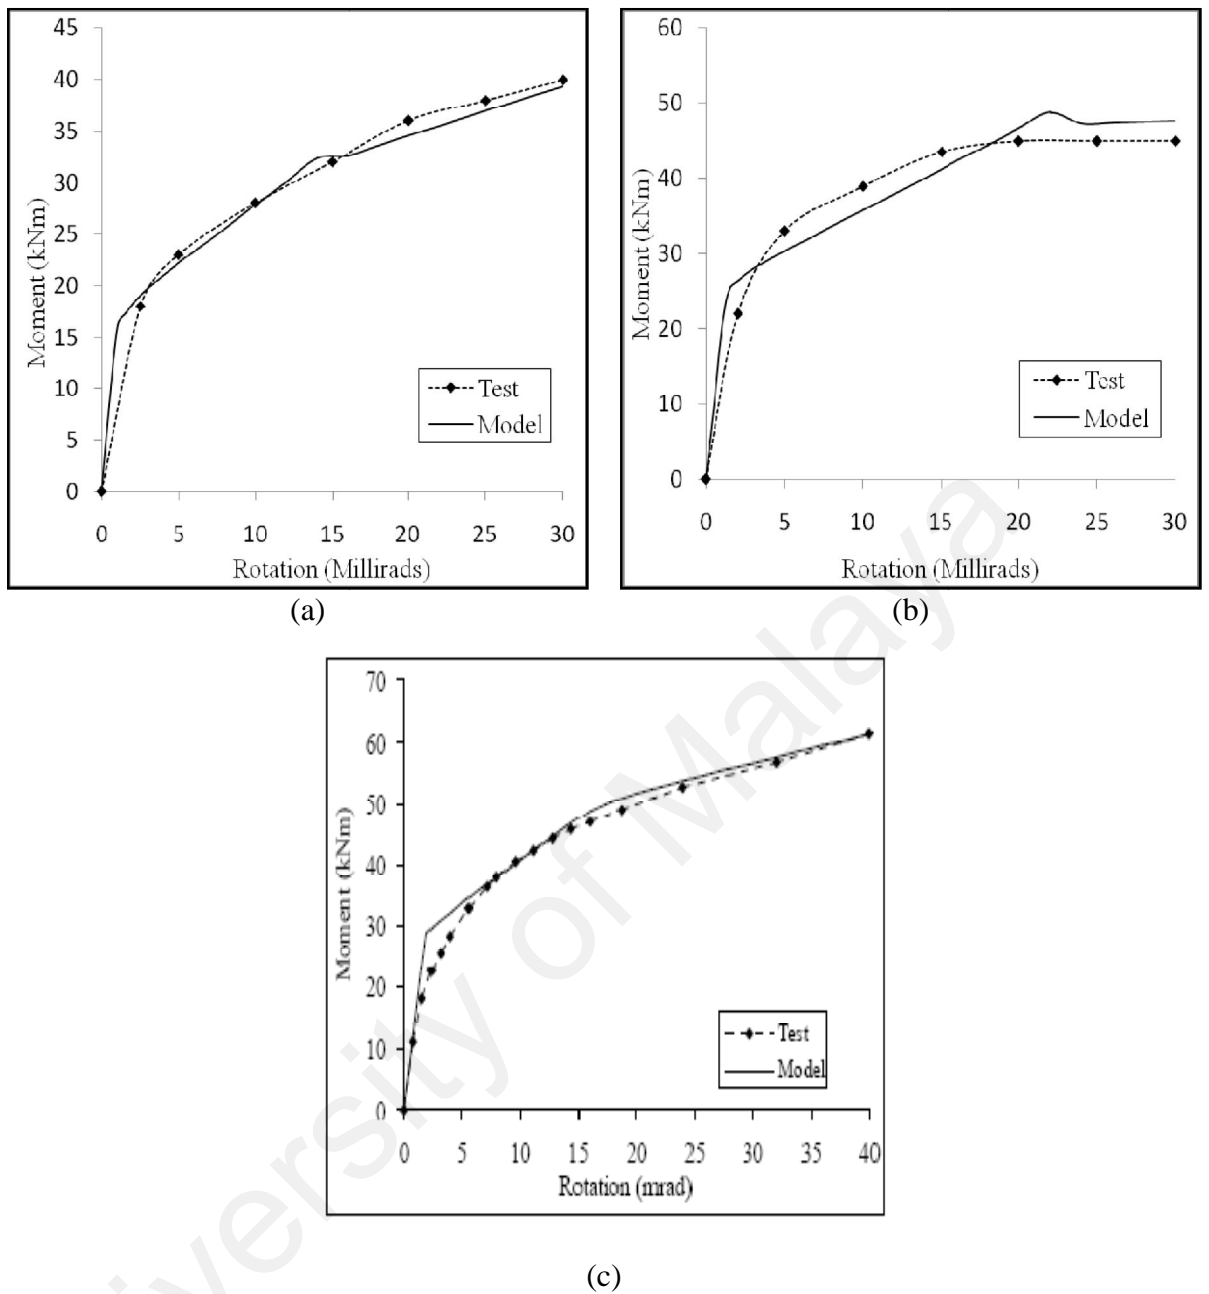 45
40
35
30
25
20
15
10
5
0
Moment (kNm)
Test
Model
0 5 10 15 20 25 30
Rotation (Millirads)
(a)
60
50
40
30
20
10
0
Moment (kNm)
Test
Model
0 5 10 15 20 25 30
Rotation (Millirads)
(b)
70
60
50
40
30
20
10
0
Moment (kNm)
Test
Model
0 5 10 15 20 25 30 35 40
Rotation (mrad)
(c)
iversity of Malaya